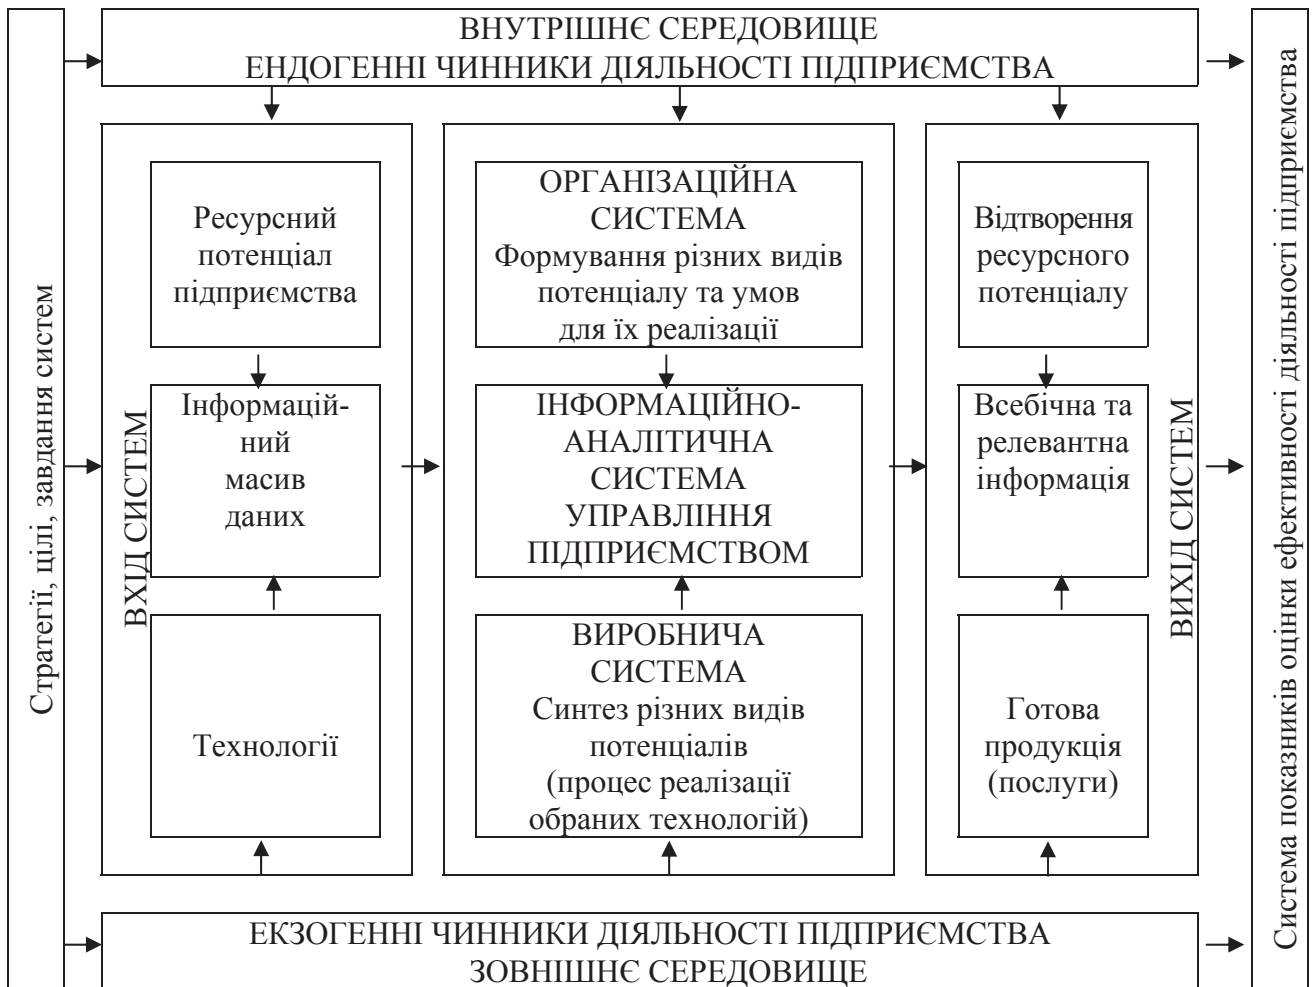 Стратегії, цілі, завдання систем
ВНУТРІШНЄ СЕРЕДОВИЩЕ
ЕНДОГЕННІ ЧИННИКИ ДІЯЛЬНОСТІ ПІДПРИЄМСТВА
ВХІД СИСТЕМ
Ресурсний
потенціал
підприємства
Інформацій-
ний
масив
даних
Технології
ОРГАНІЗАЦІЙНА
СИСТЕМА
Формування різних видів
потенціалу та умов
для їх реалізації
ІНФОРМАЦІЙНО-
АНАЛІТИЧНА
СИСТЕМА
УПРАВЛІННЯ
ПІДПРИЄМСТВОМ
ВИРОБНИЧА
СИСТЕМА
Синтез різних видів
потенціалів
(процес реалізації
обраних технологій)
Відтворення
ресурсного
потенціалу
Всебічна та
релевантна
інформація
Готова
продукція
(послуги)
ВИХІД СИСТЕМ
ЕКЗОГЕННІ ЧИННИКИ ДІЯЛЬНОСТІ ПІДПРИЄМСТВА
ЗОВНІШНЄ СЕРЕДОВИЩЕ
Система показників оцінки ефективності діяльності підприємства